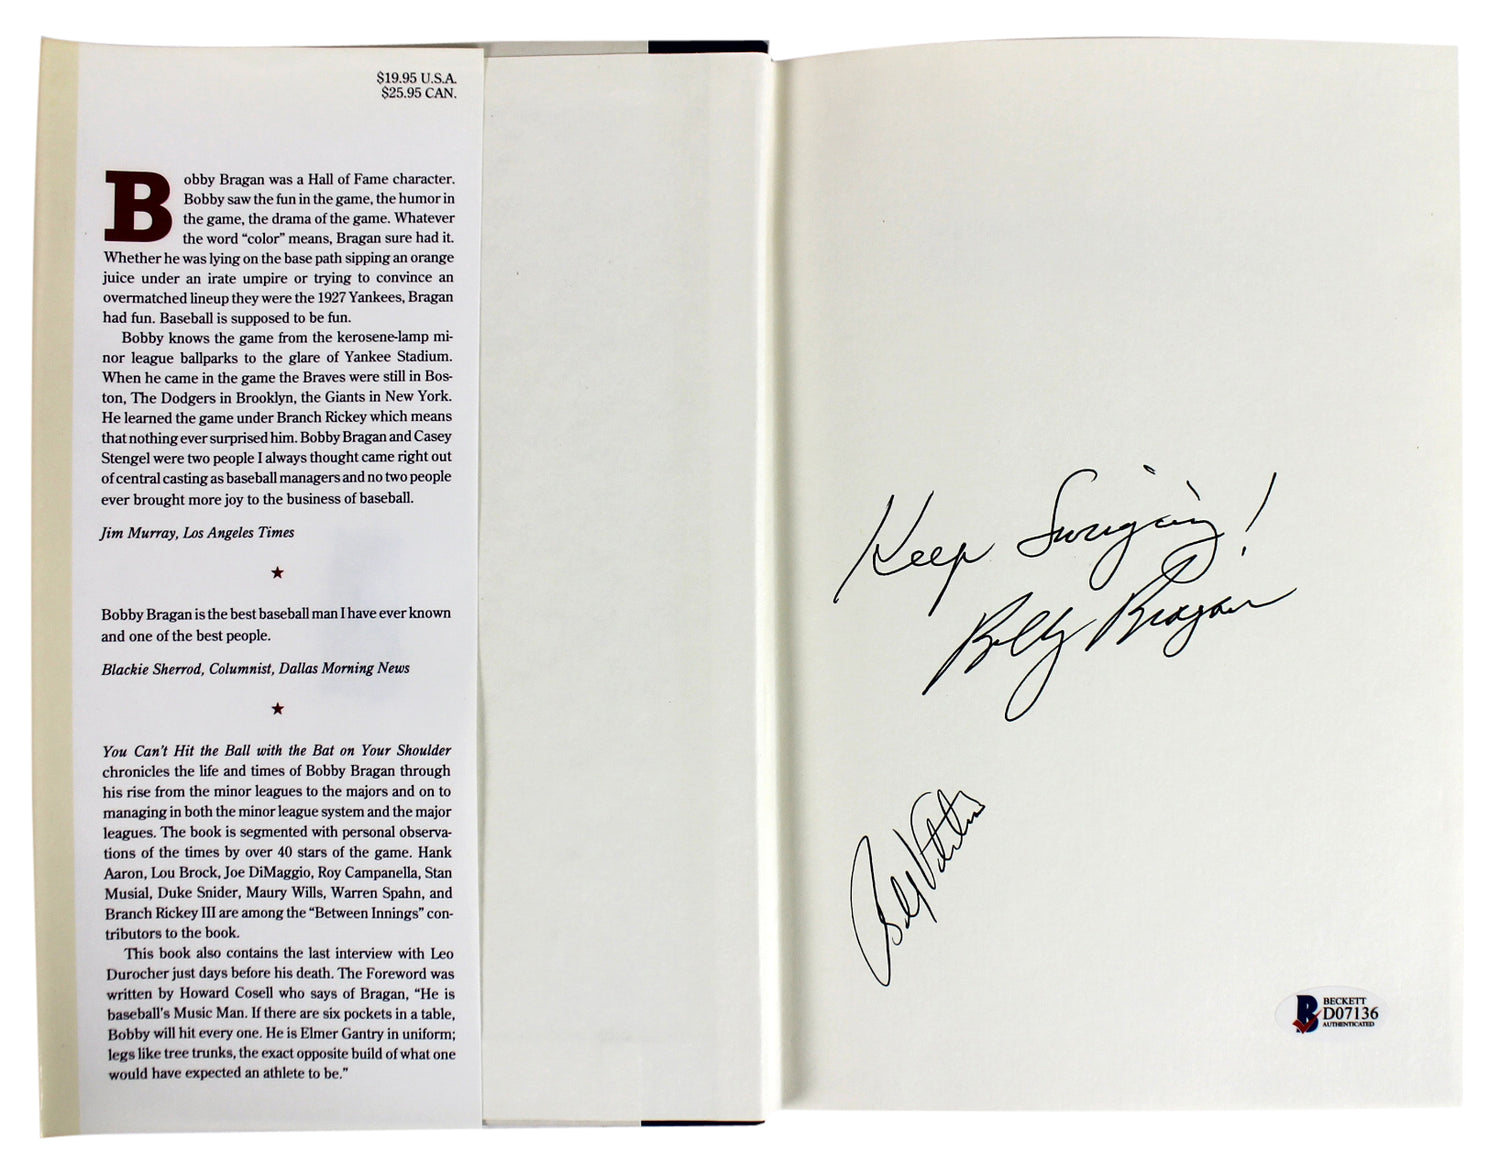 $19.95 U.S.A.
$25.95 CAN.
Bobby Bragan was a Hall of Fame character.
Bobby saw the fun in the game, the humor in
the game, the drama of the game. Whatever
the word “color” means, Bragan sure had it.
Whether he was lying on the base path sipping an orange
juice under an irate umpire or trying to convince an
overmatched lineup they were the 1927 Yankees, Bragan
had fun. Baseball is supposed to be fun.
Bobby knows the game from the kerosene-lamp mi-
nor league ballparks to the glare of Yankee Stadium.
When he came in the game the Braves were still in Bos-
ton, The Dodgers in Brooklyn, the Giants in New York.
He learned the game under Branch Rickey which means
that nothing ever surprised him. Bobby Bragan and Casey
Stengel were two people I always thought came right out
of central casting as baseball managers and no two people
ever brought more joy to the business of baseball.
Jim Murray, Los Angeles Times
★
Bobby Bragan is the best baseball man I have ever known
and one of the best people.
Blackie Sherrod, Columnist, Dallas Morning News
★
You Can't Hit the Ball with the Bat on Your Shoulder
chronicles the life and times of Bobby Bragan through
his rise from the minor leagues to the majors and on to
managing in both the minor league system and the major
leagues. The book is segmented with personal observa-
tions of the times by over 40 stars of the game. Hank
Aaron, Lou Brock, Joe DiMaggio, Roy Campanella, Stan
Musial, Duke Snider, Maury Wills, Warren Spahn, and
Branch Rickey III are among the “Between Innings” con-
tributors to the book.
This book also contains the last interview with Leo
Durocher just days before his death. The Foreword was
written by Howard Cosell who says of Bragan, “He is
baseball's Music Man. If there are six pockets in a table,
Bobby will hit every one. He is Elmer Gantry in uniform;
legs like tree trunks, the exact opposite build of what one
would have expected an athlete to be.”
Keep Swinging!
Bobby Bragan
BECKETT
D07136
AUTHENTICATED